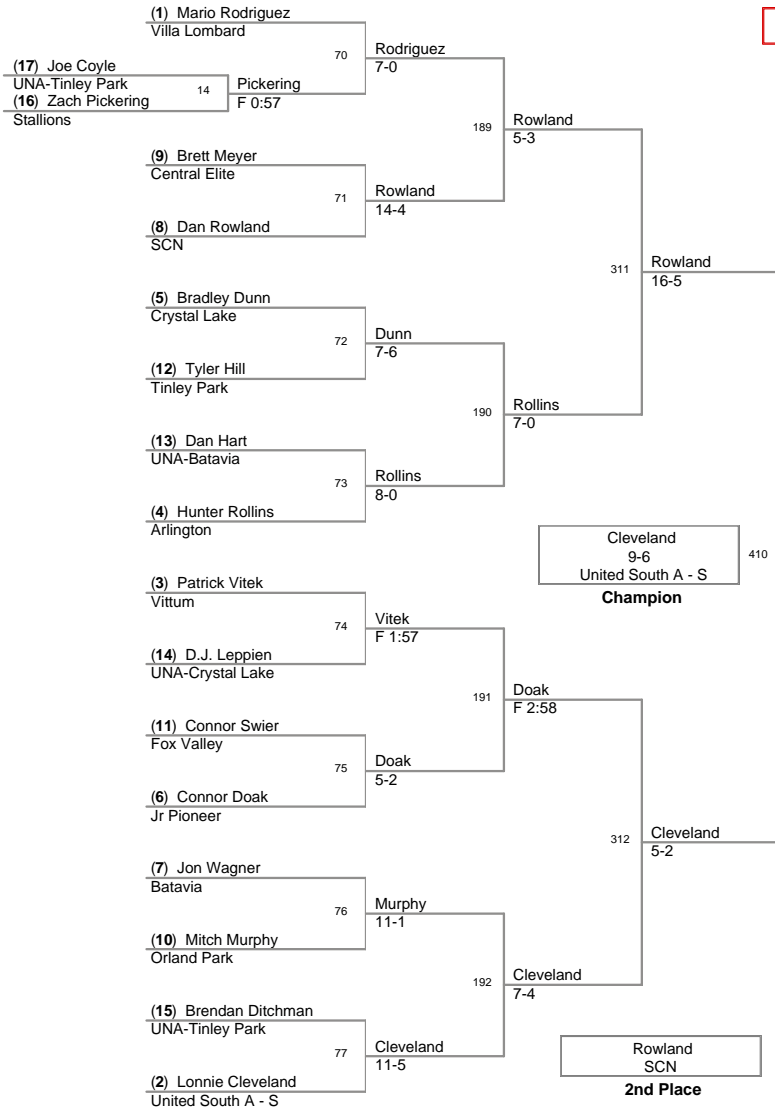 (1) Mario Rodriguez
Villa Lombard
70
Rodriguez
7-0
(17) Joe Coyle
UNA-Tinley Park
14
Pickering
F 0:57
(16) Zach Pickering
Stallions
189
Rowland
5-3
(9) Brett Meyer
Central Elite
71
Rowland
14-4
(8) Dan Rowland
SCN
311
Rowland
16-5
(5) Bradley Dunn
Crystal Lake
72
Dunn
7-6
(12) Tyler Hill
Tinley Park
190
Rollins
7-0
(13) Dan Hart
UNA-Batavia
73
Rollins
8-0
(4) Hunter Rollins
Arlington
Cleveland
9-6
United South A - S
410
Champion
(3) Patrick Vitek
Vittum
74
Vitek
F 1:57
(14) D.J. Leppien
UNA-Crystal Lake
191
Doak
F 2:58
(11) Connor Swier
Fox Valley
75
Doak
5-2
(6) Connor Doak
Jr Pioneer
312
Cleveland
5-2
(7) Jon Wagner
Batavia
76
Murphy
11-1
(10) Mitch Murphy
Orland Park
192
Cleveland
7-4
(15) Brendan Ditchman
UNA-Tinley Park
77
Cleveland
11-5
(2) Lonnie Cleveland
United South A - S
Rowland
SCN
2nd Place